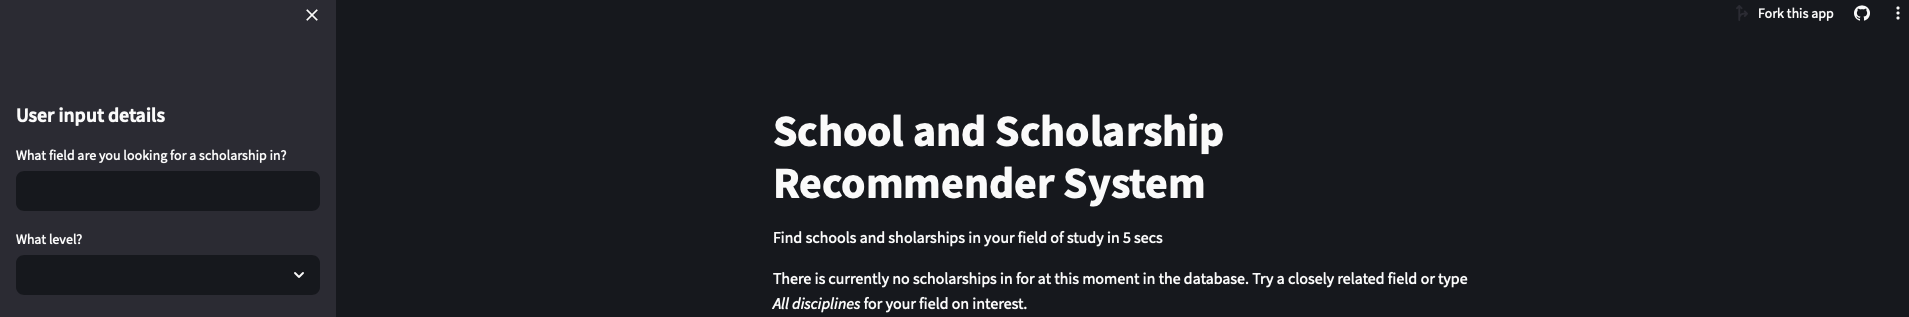 Fork this app
User input details
What field are you looking for a scholarship in?
What level?
School and Scholarship
Recommender System
Find schools and sholarships in your field of study in 5 secs
There is currently no scholarships in for at this moment in the database. Try a closely related field or type
All disciplines for your field on interest.